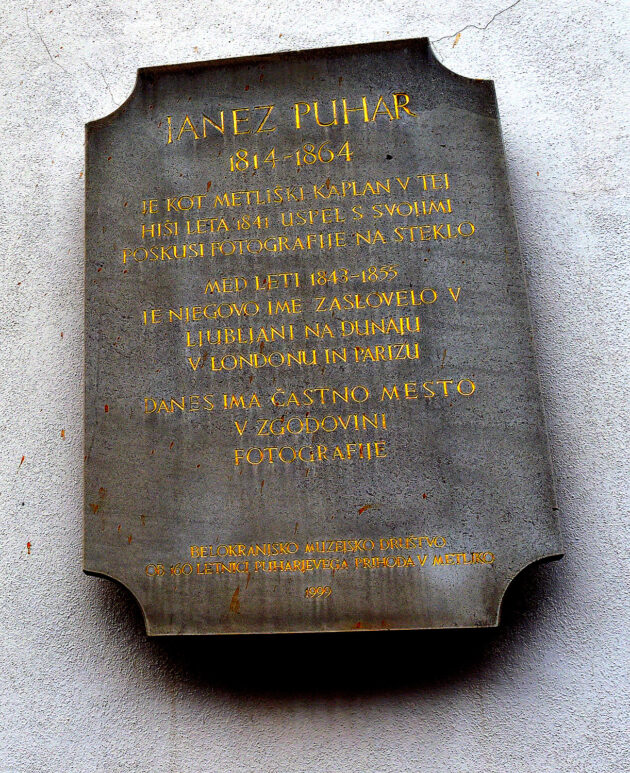 JANEZ PUHAR
1814-1864
JE KOT METLIŠKI KAPLAN V TEJ
HIŠI LETA 1841 USPEL S SVOJIMI
POSKUSI FOTOGRAFIJE NA STEKLO
MED LETI 1843-1855
JE NJEGOVO IME ZASLOVELO V
LJUBLJANI NA DUNAJU
V LONDONU IN PARIZU
DANES IMA ČASTNO MESTO
V ZGODOVINI
FOTOGRAFIJE
BELOKRANJSKO MUZEJSKO DRUŠTVO
OB 160 LETNICI PUHARJEVEGA PRIHODA V METLIKO
1999